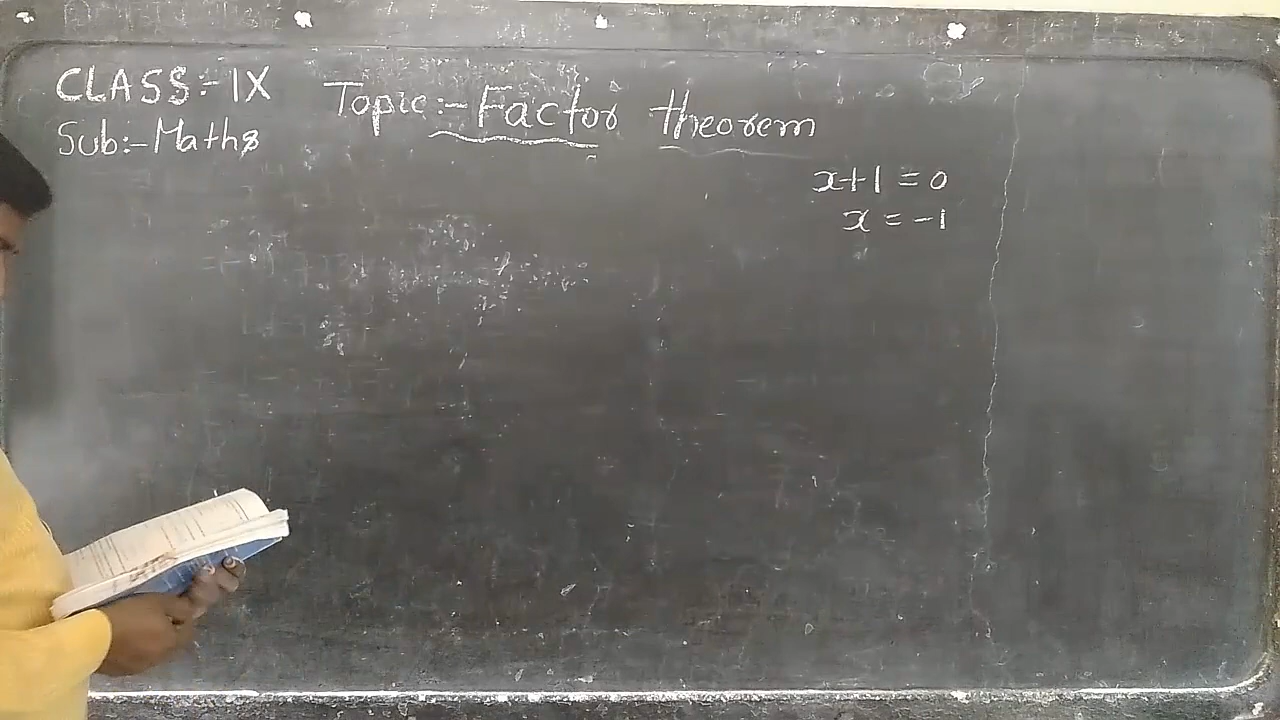 CLASS:- IX
Sub:- Maths
Topic:- Factor theorem
x+1 = 0
x = -1